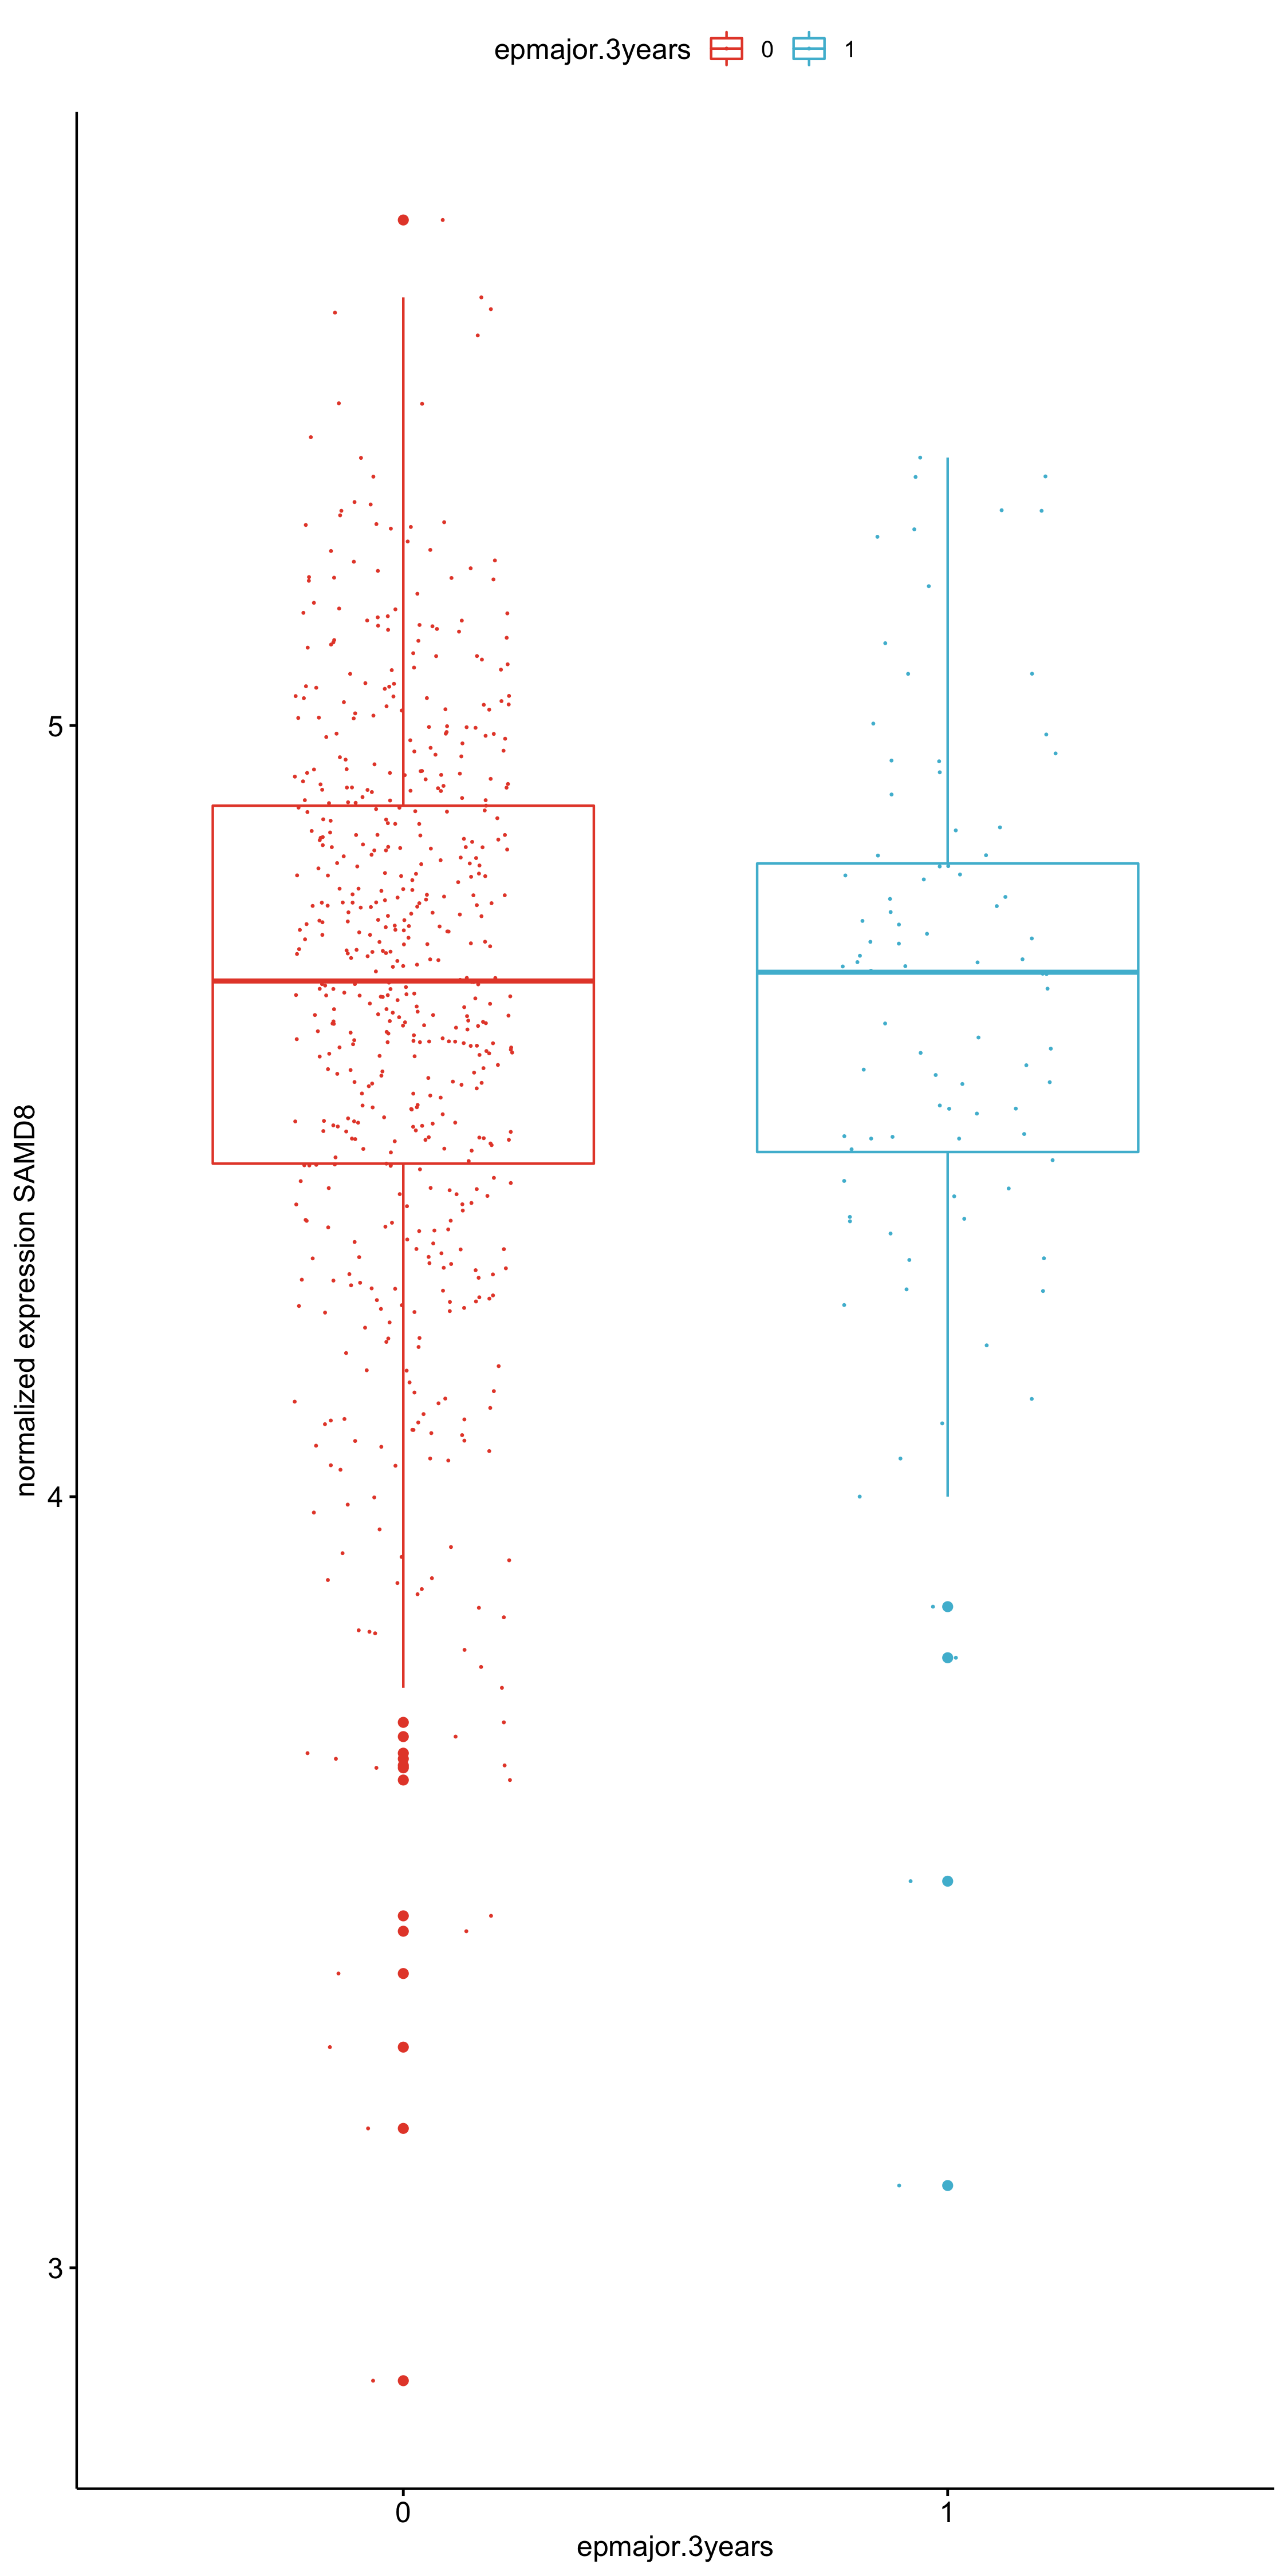 epmajor.3years 0 1
normalized expression SAMD8
5
4
3
0 1
epmajor.3years